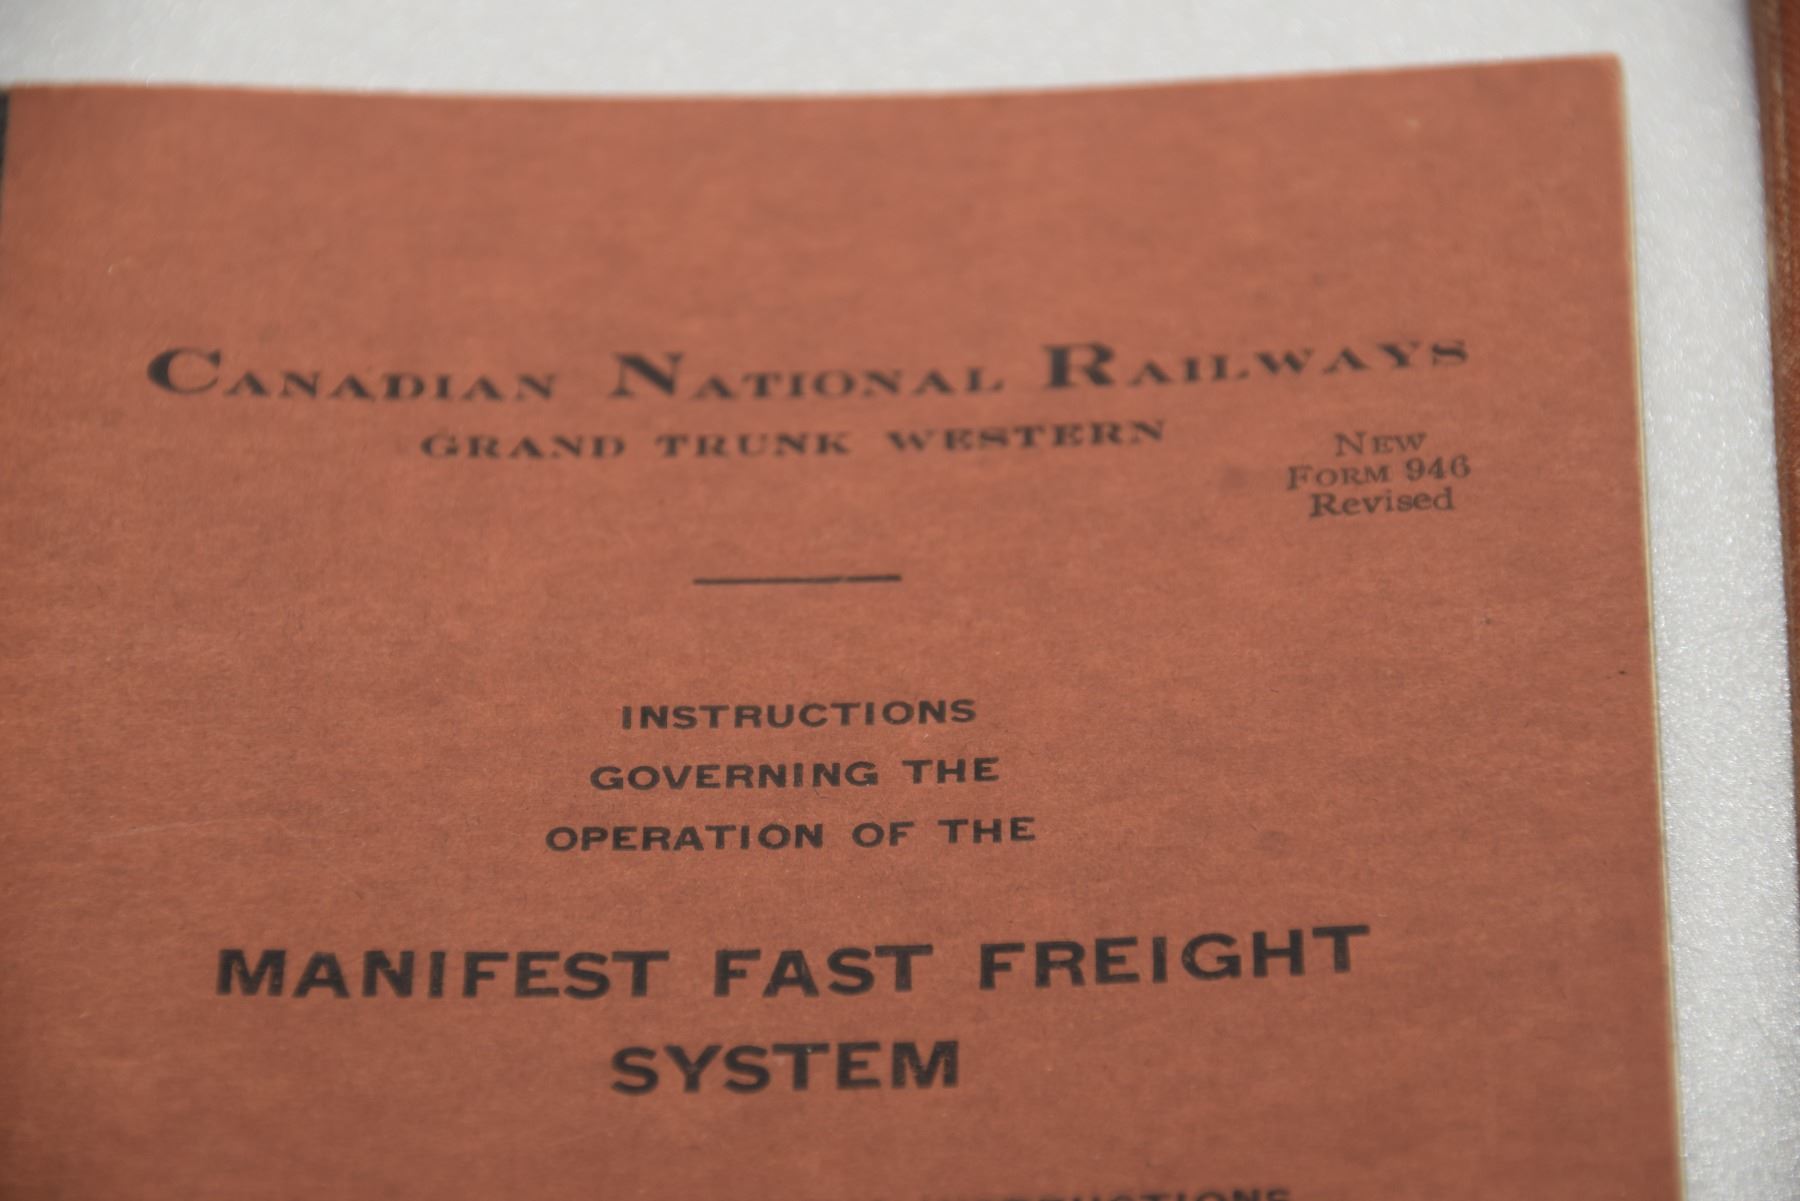 CANADIAN NATIONAL RAILWAYS
GRAND TRUNK WESTERN
NEW
FORM 946
Revised
INSTRUCTIONS
GOVERNING THE
OPERATION OF THE
MANIFEST FAST FREIGHT
SYSTEM